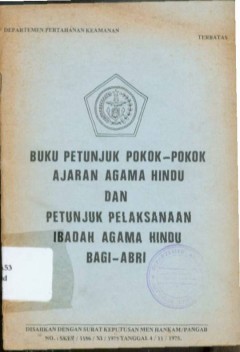 DEPARTEMEN PERTAHANAN KEAMANAN
TERBATAS
BUKU PETUNJUK POKOK-POKOK
AJARAN AGAMA HINDU
DAN
PETUNJUK PELAKSANAAN
IBADAH AGAMA HINDU
BAGI-ABRI
DISAHKAN DENGAN SURAT KEPUTUSAN MEN HANKAM/PANGAB